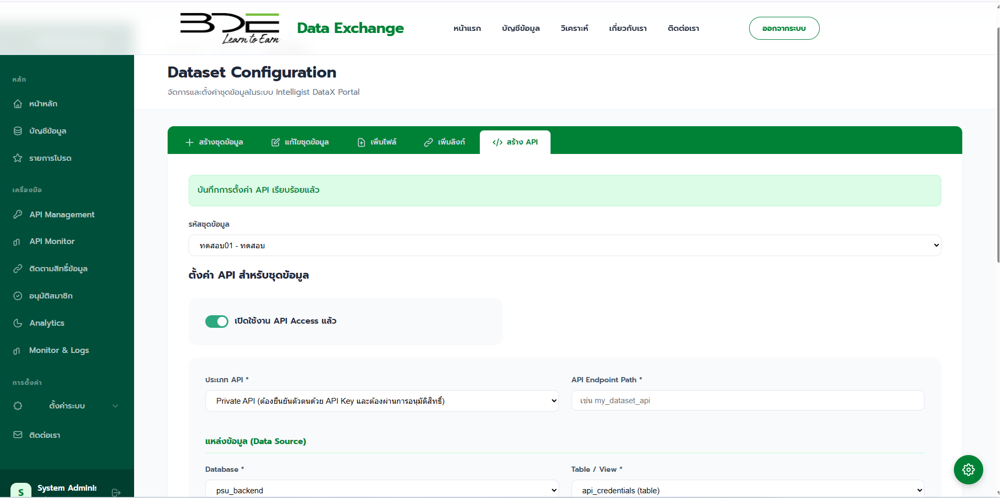 BDE
Learn to Earn
Data Exchange
หน้าแรก
บัญชีข้อมูล
วิเคราะห์
เกี่ยวกับเรา
ติดต่อเรา
ออกจากระบบ
หลัก
หน้าหลัก
บัญชีข้อมูล
รายการโปรด
เครื่องมือ
API Management
API Monitor
ติดตามสิทธิ์ข้อมูล
อนุมัติสมาชิก
Analytics
Monitor & Logs
การตั้งค่า
ตั้งค่าระบบ
ติดต่อเรา
S
System Adminis
Dataset Configuration
จัดการและตั้งค่าชุดข้อมูลในระบบ Intelligist DataX Portal
สร้างชุดข้อมูล
แก้ไขชุดข้อมูล
เพิ่มไฟล์
เพิ่มลิงก์
</> สร้าง API
บันทึกการตั้งค่า API เรียบร้อยแล้ว
รหัสชุดข้อมูล
ทดสอบ01 - ทดสอบ
ตั้งค่า API สำหรับชุดข้อมูล
เปิดใช้งาน API Access แล้ว
ประเภท API *
Private API (ต้องยืนยันตัวตนด้วย API Key และต้องผ่านการอนุมัติสิทธิ์)
API Endpoint Path *
เช่น my_dataset_api
แหล่งข้อมูล (Data Source)
Database *
psu_backend
Table / View *
api_credentials (table)